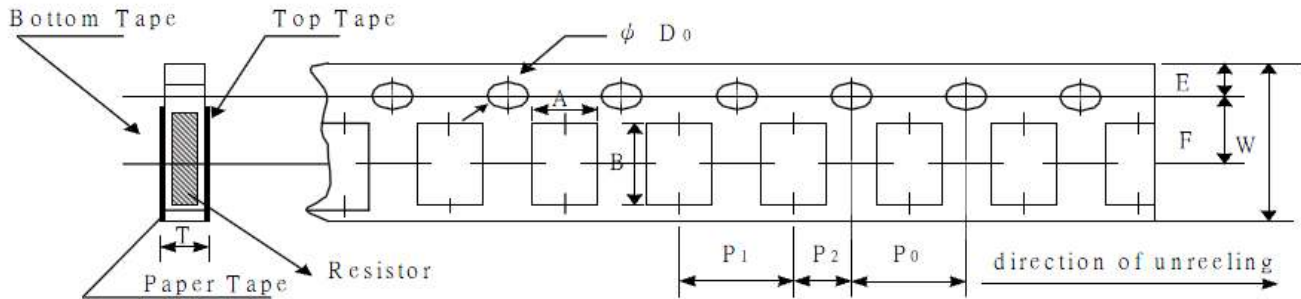 Bottom Tape
Top Tape
ϕ D0
A
B
E
F
W
T
Resistor
Paper Tape
P1
P2
P0
direction of unreeling